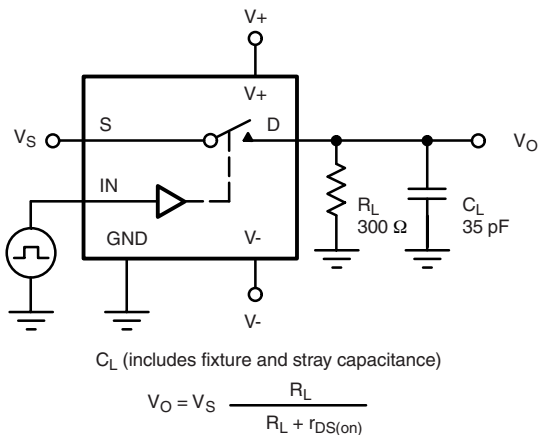 V+
V+
S
D
VS
VO
IN
RL
300 Ω
CL
35 pF
GND
V-
V-
CL (includes fixture and stray capacitance)
VO = VS RL
RL + rDS(on)